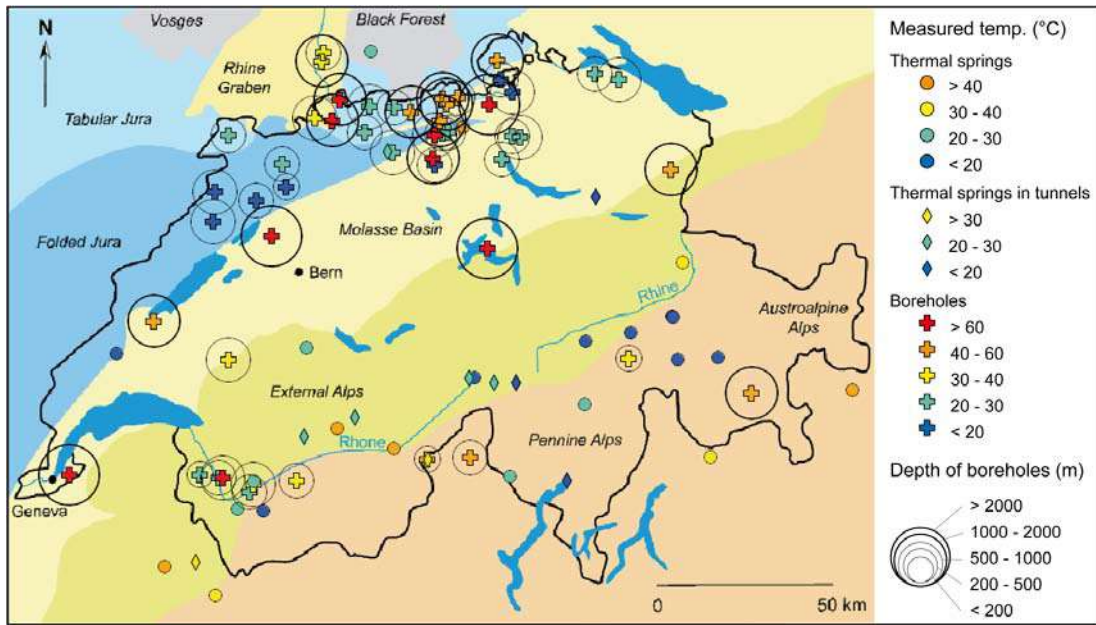 Vosges
Black Forest
N
Rhine
Graben
Tabular Jura
Folded Jura
Molasse Basin
Bern
Rhine
Austroalpine
Alps
External Alps
Rhone
Pennine Alps
Geneva
0
50 km
Measured temp. (°C)
Thermal springs
> 40
30 - 40
20 - 30
< 20
Thermal springs in tunnels
> 30
20 - 30
< 20
Boreholes
> 60
40 - 60
30 - 40
20 - 30
< 20
Depth of boreholes (m)
> 2000
1000 - 2000
500 - 1000
200 - 500
< 200